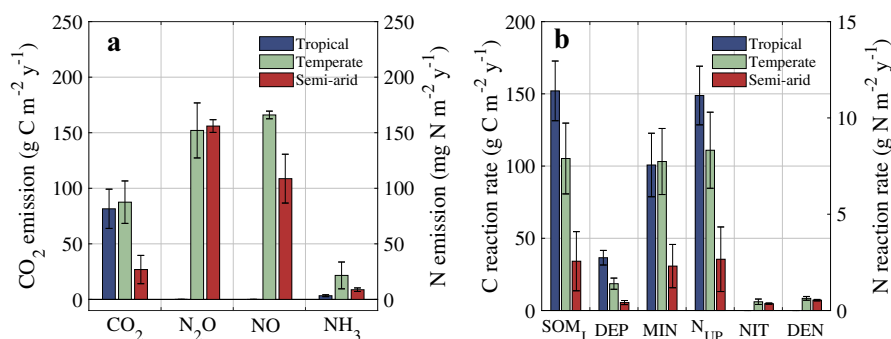 a
Tropical
Temperate
Semi-arid
CO2 emission (g C m-2 y-1)
250
200
150
100
50
0
250
200
150
100
50
0
N emission (mg N m-2 y-1)
CO2 N2O NO NH3
b
Tropical
Temperate
Semi-arid
C reaction rate (g C m-2 y-1)
200
150
100
50
0
15
10
5
0
N reaction rate (g N m-2 y-1)
SOML DEP MIN NUP NIT DEN